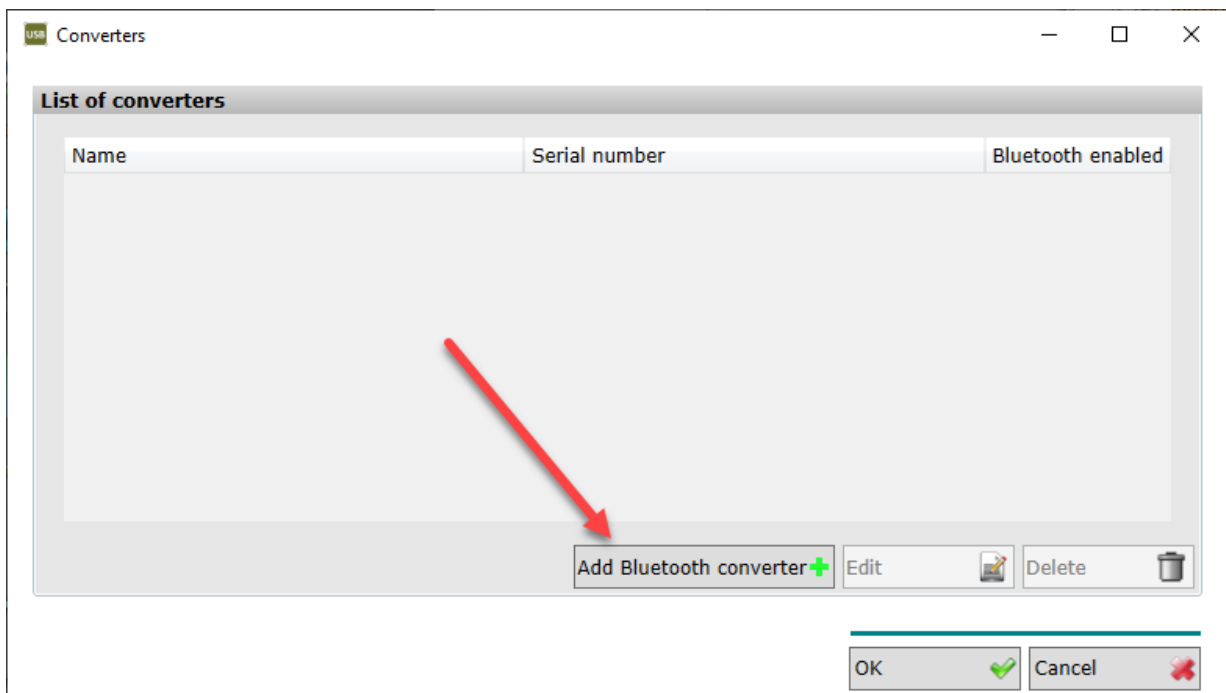 USB Converters
List of converters
Name Serial number Bluetooth enabled
Add Bluetooth converter Edit Delete
OK Cancel